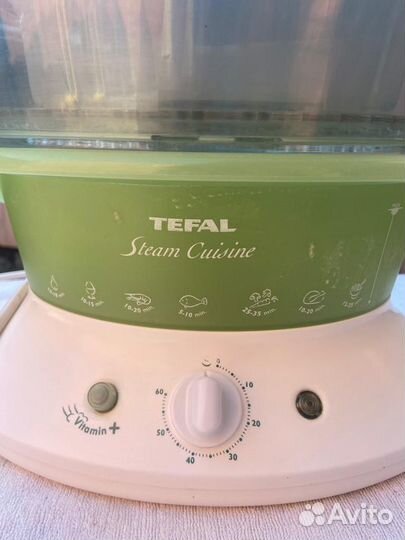 TEFAL
Steam Cuisine
10-15 min.
10-20 min.
5-10 min.
25-35 min.
10-20 min.
0
10
20
30
40
50
60
Vitamin+
Avito